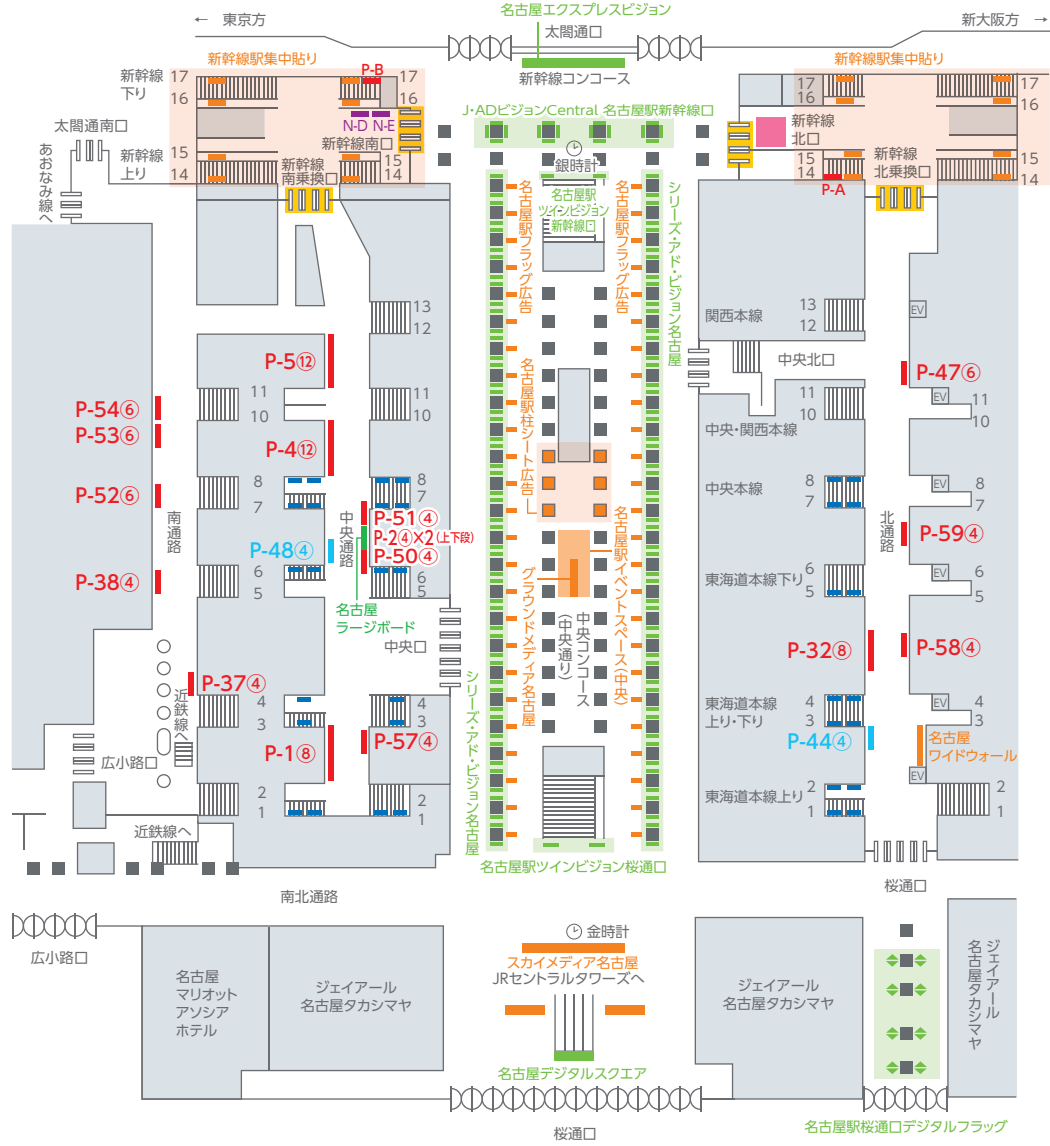 ← 東京方
名古屋エクスプレスビジョン
太閤通口
新大阪方 →
新幹線コンコース
新幹線駅集中貼り
P-B
新幹線
下り
17
16
17
16
N-D
N-E
新幹線南口
太閤通南口
あおなみ線へ
新幹線
上り
15
14
新幹線
南乗換口
15
14
J・ADビジョンCentral 名古屋駅新幹線口
銀時計
名古屋駅
ツインビジョン
新幹線口
新幹線駅集中貼り
17
16
17
16
新幹線
北口
15
14
P-A
新幹線
北乗換口
15
14
名古屋駅フラッグ広告
名古屋駅フラッグ広告
シリーズ・アド・ビジョン名古屋
13
12
関西本線
13
12
EV
中央北口
P-5⑫
P-47⑥
11
10
11
10
P-54⑥
P-53⑥
P-4⑫
名古屋駅柱シート広告
11
10
中央・関西本線
EV
11
10
8
7
8
7
P-52⑥
南通路
中央通路
P-51④
P-2④×2(上下段)
P-50④
P-48④
中央本線
8
7
EV
8
7
北通路
P-59④
P-38④
6
5
6
5
名古屋
ラージボード
中央口
グラウンドメディア名古屋
名古屋駅イベントスペース(中央)
中央コンコース
(中央通り)
東海道本線下り
6
5
EV
6
5
P-32⑧
P-58④
P-37④
近鉄線へ
4
3
4
3
シリーズ・アド・ビジョン名古屋
東海道本線
上り・下り
4
3
EV
4
3
広小路口
P-1⑧
P-57④
P-44④
名古屋
ワイドウォール
EV
2
1
2
1
東海道本線上り
2
1
2
1
近鉄線へ
名古屋駅ツインビジョン桜通口
桜通口
南北通路
広小路口
金時計
スカイメディア名古屋
JRセントラルタワーズへ
名古屋
マリオット
アソシア
ホテル
ジェイアール
名古屋タカシマヤ
ジェイアール
名古屋タカシマヤ
ジェイアール
名古屋タカシマヤ
名古屋デジタルスクエア
桜通口
名古屋駅桜通口デジタルフラッグ